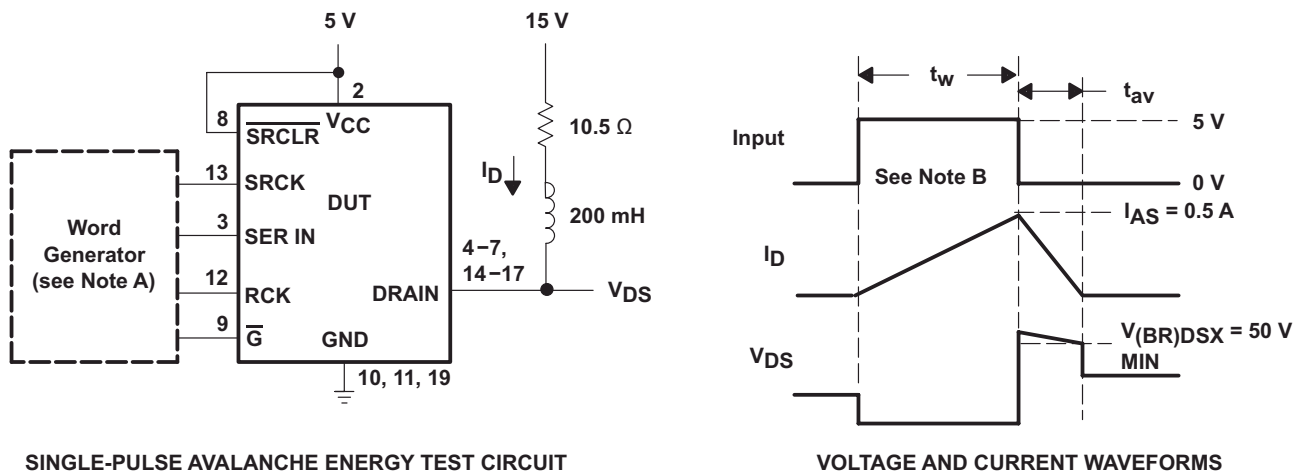 5 V
15 V
2
8
VCC
SRCLR
10.5 Ω
ID
13
SRCK
DUT
200 mH
3
SER IN
Word
Generator
(see Note A)
4−7,
14−17
12
RCK
DRAIN
VDS
9
G
GND
10, 11, 19
SINGLE-PULSE AVALANCHE ENERGY TEST CIRCUIT
tw
tav
Input
5 V
See Note B
0 V
IAS = 0.5 A
ID
V(BR)DSX = 50 V
MIN
VDS
VOLTAGE AND CURRENT WAVEFORMS